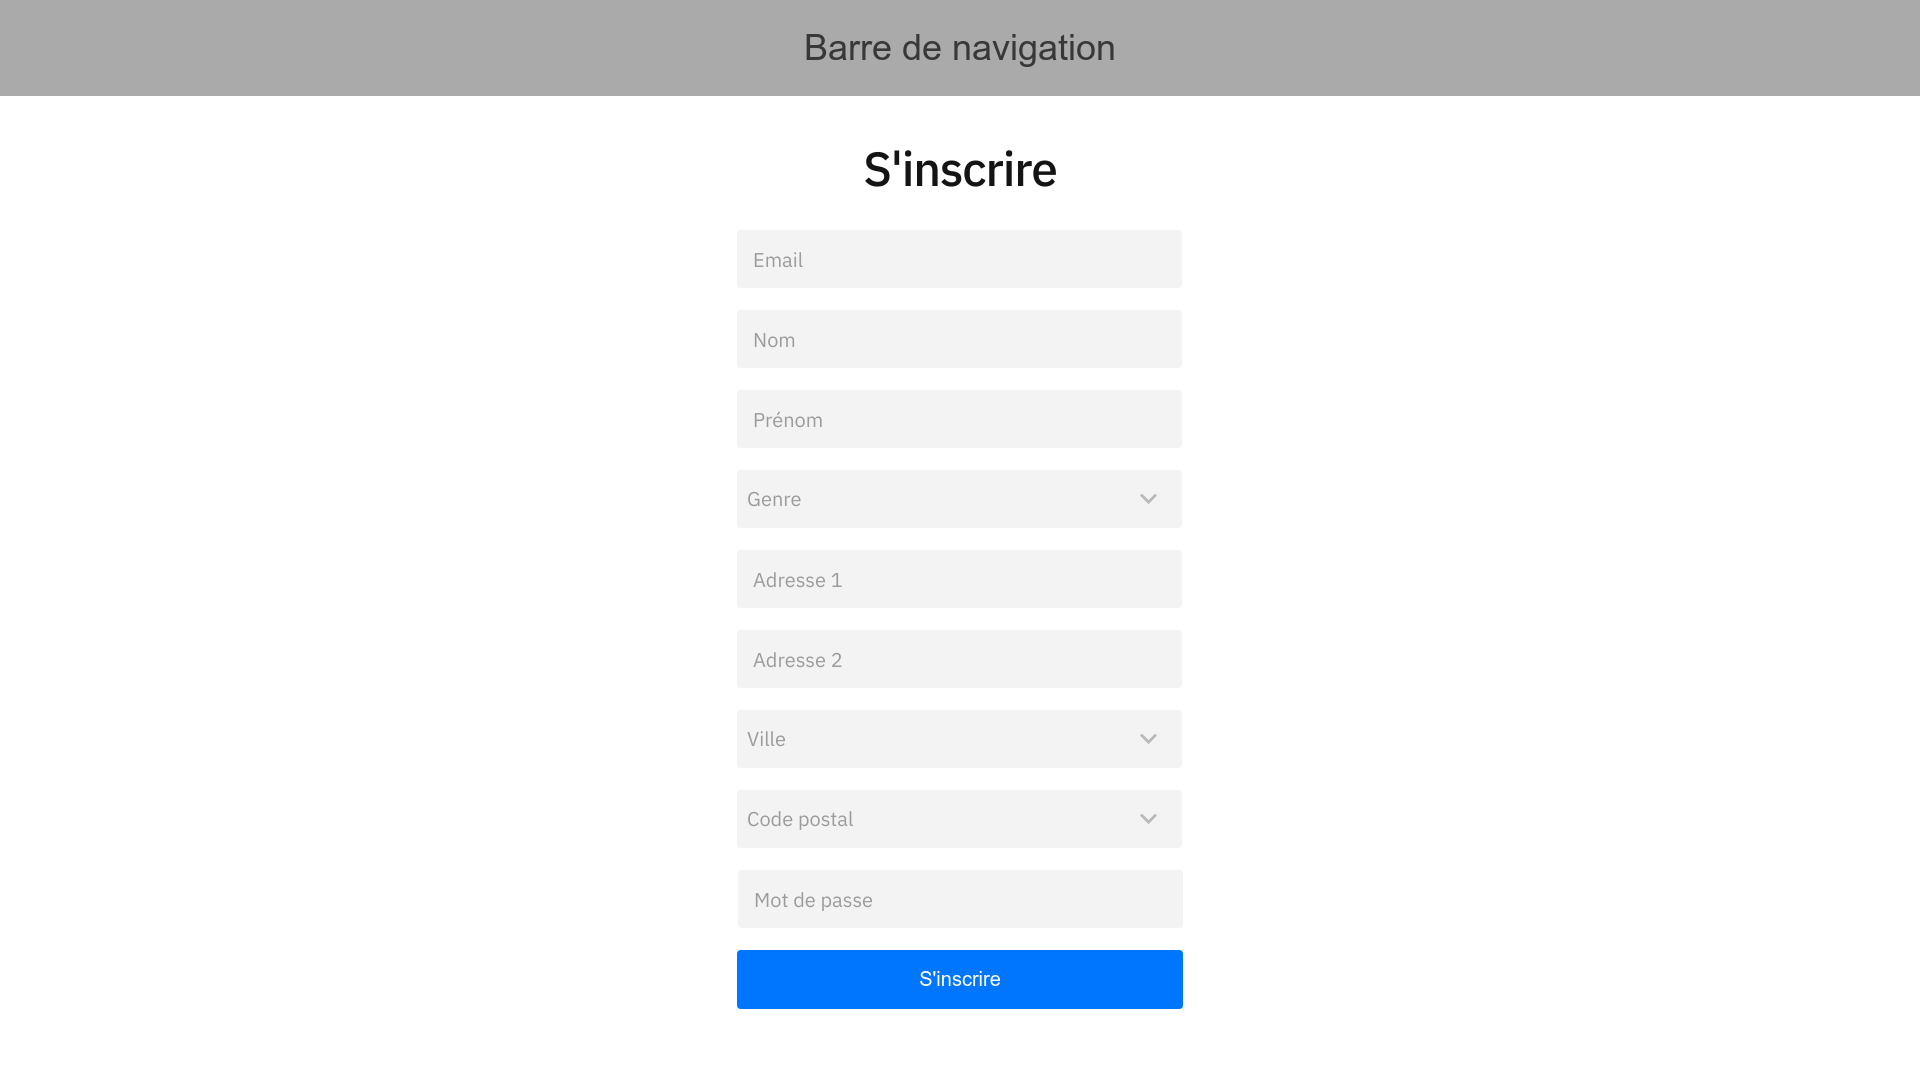 Barre de navigation
S'inscrire
Email
Nom
Prénom
Genre
Adresse 1
Adresse 2
Ville
Code postal
Mot de passe
S'inscrire